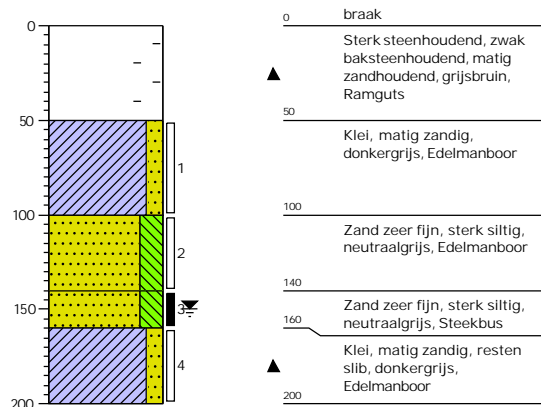 0
50
100
150
200
1
2
3
4
0
braak
Sterk steenhoudend, zwak
baksteenhoudend, matig
zandhoudend, grijsbruin,
Ramguts
50
Klei, matig zandig,
donkergrijs, Edelmanboor
100
Zand zeer fijn, sterk siltig,
neutraalgrijs, Edelmanboor
140
Zand zeer fijn, sterk siltig,
neutraalgrijs, Steekbus
160
Klei, matig zandig, resten
slib, donkergrijs,
Edelmanboor
200